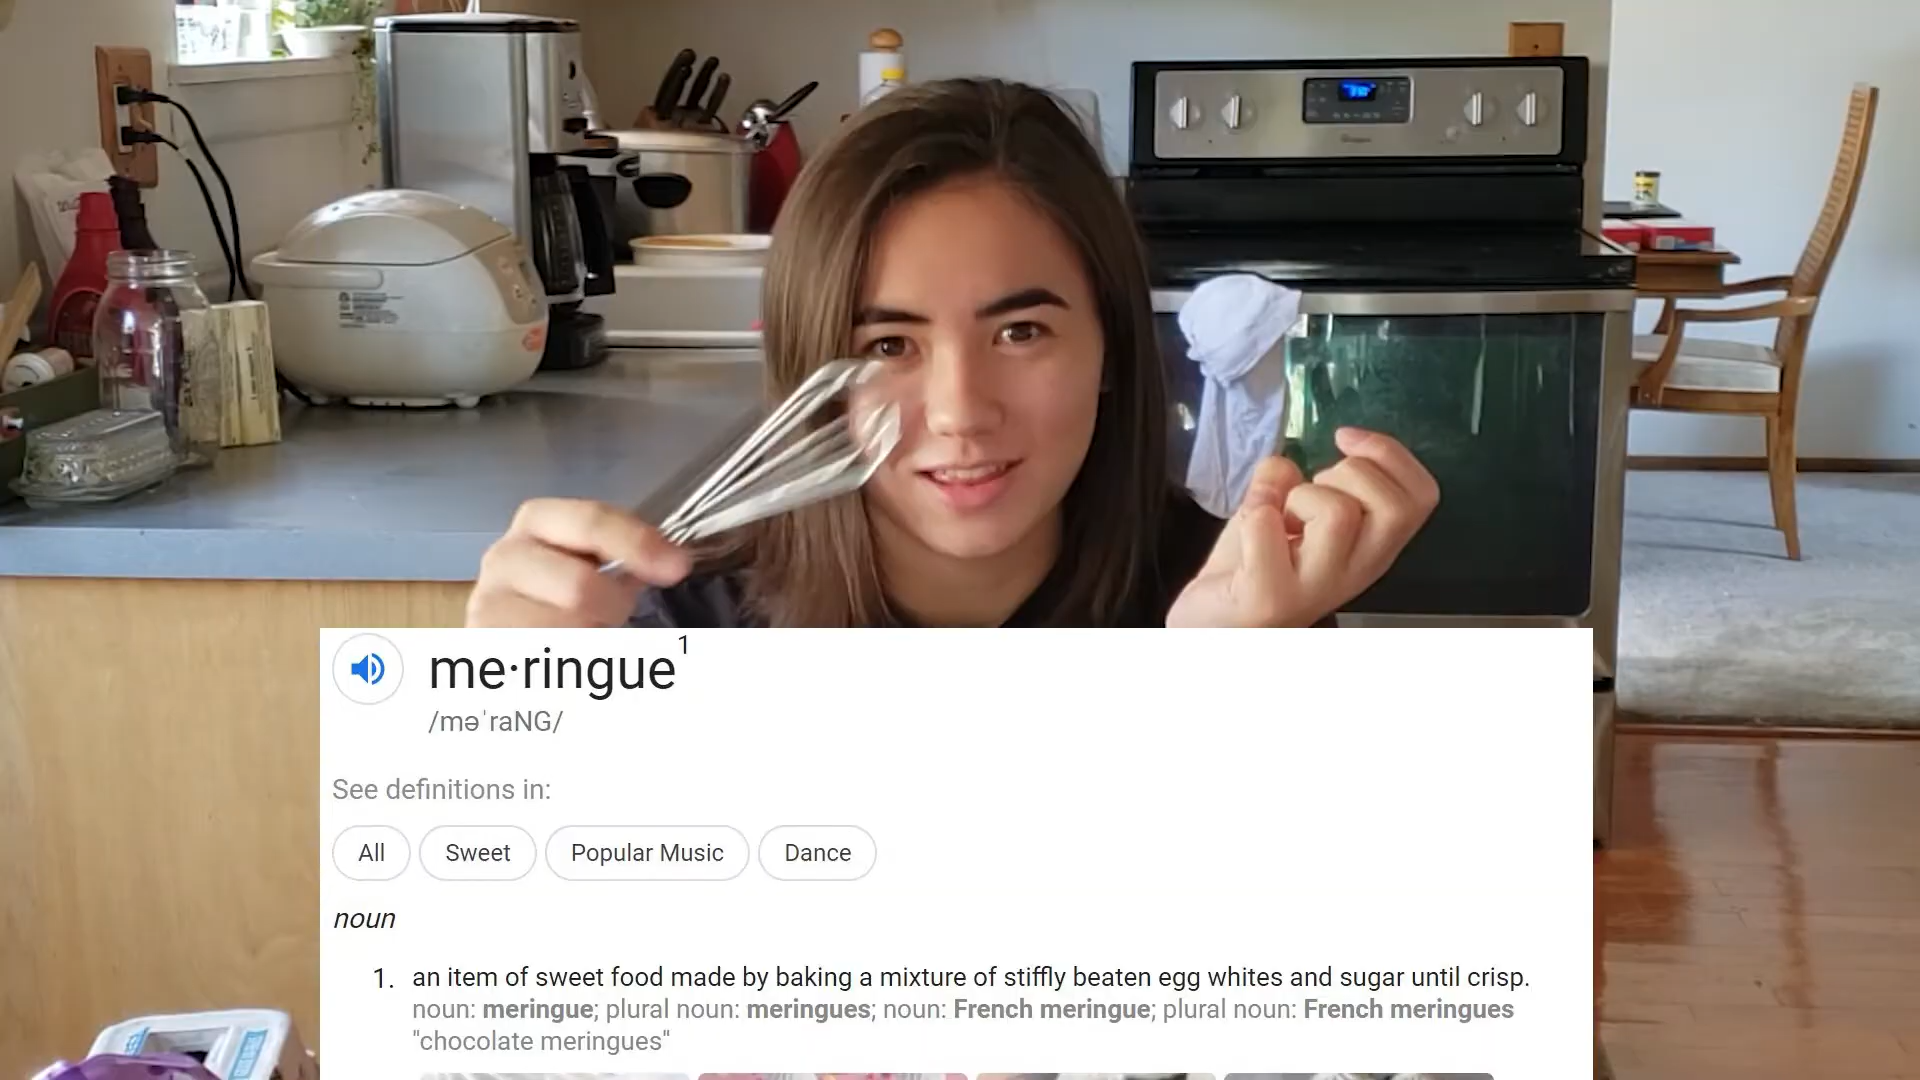 me·ringue¹
/məˈraNG/
See definitions in:
All Sweet Popular Music Dance
noun
1. an item of sweet food made by baking a mixture of stiffly beaten egg whites and sugar until crisp.
noun: meringue; plural noun: meringues; noun: French meringue; plural noun: French meringues
"chocolate meringues"